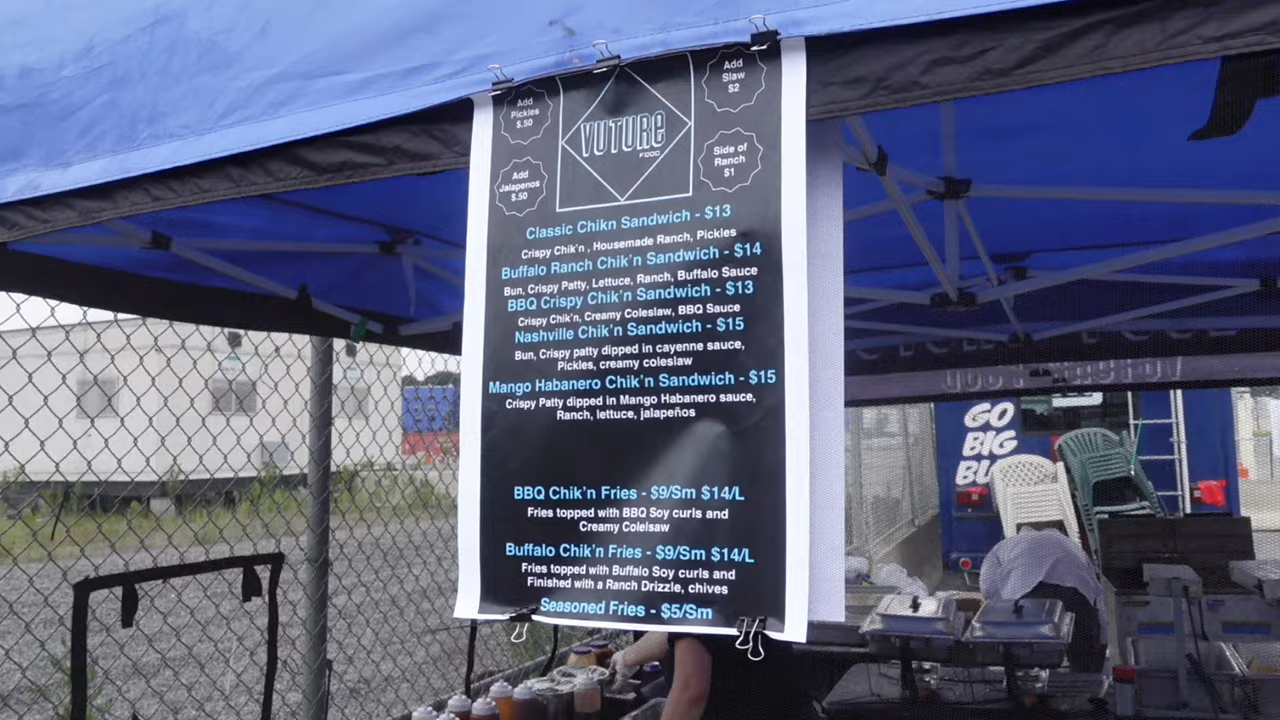 Add
Pickles
$.50
Add
Slaw
$2
VUTURE
FOOD
Add
Jalapenos
$.50
Side of
Ranch
$1
Classic Chikn Sandwich - $13
Crispy Chik'n , Housemade Ranch, Pickles
Buffalo Ranch Chik'n Sandwich - $14
Bun, Crispy Patty, Lettuce, Ranch, Buffalo Sauce
BBQ Crispy Chik'n Sandwich - $13
Crispy Chik'n, Creamy Coleslaw, BBQ Sauce
Nashville Chik'n Sandwich - $15
Bun, Crispy patty dipped in cayenne sauce,
Pickles, creamy coleslaw
Mango Habanero Chik'n Sandwich - $15
Crispy Patty dipped in Mango Habanero sauce,
Ranch, lettuce, jalapeños
BBQ Chik'n Fries - $9/Sm $14/L
Fries topped with BBQ Soy curls and
Creamy Colelsaw
Buffalo Chik'n Fries - $9/Sm $14/L
Fries topped with Buffalo Soy curls and
Finished with a Ranch Drizzle, chives
Seasoned Fries - $5/Sm
GO
BIG